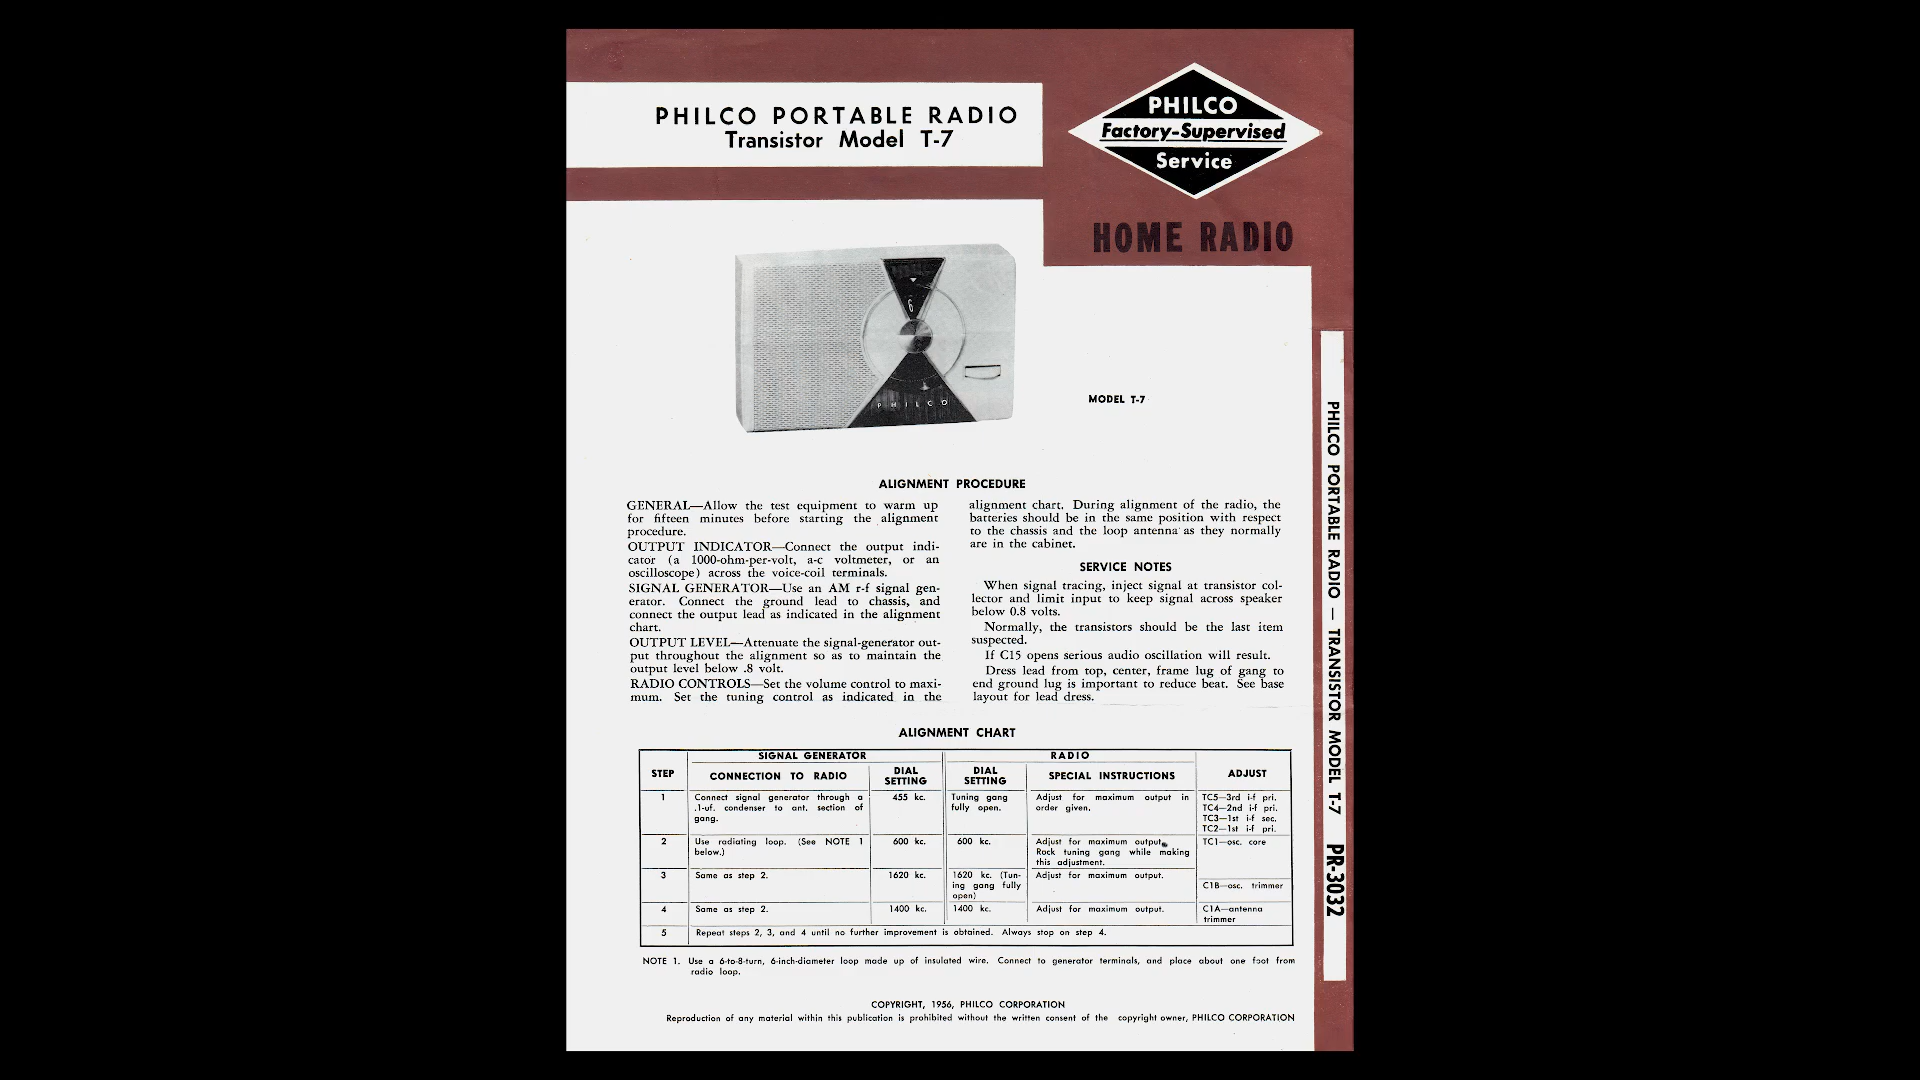 PHILCO PORTABLE RADIO
Transistor Model T-7
PHILCO
Factory-Supervised
Service
HOME RADIO
6
PHILCO
MODEL T-7
ALIGNMENT PROCEDURE
GENERAL—Allow the test equipment to warm up
for fifteen minutes before starting the alignment
procedure.
OUTPUT INDICATOR—Connect the output indi-
cator (a 1000-ohm-per-volt, a-c voltmeter, or an
oscilloscope) across the voice-coil terminals.
SIGNAL GENERATOR—Use an AM r-f signal gen-
erator. Connect the ground lead to chassis, and
connect the output lead as indicated in the alignment
chart.
OUTPUT LEVEL—Attenuate the signal-generator out-
put throughout the alignment so as to maintain the
output level below .8 volt.
RADIO CONTROLS—Set the volume control to maxi-
mum. Set the tuning control as indicated in the
alignment chart. During alignment of the radio, the
batteries should be in the same position with respect
to the chassis and the loop antenna as they normally
are in the cabinet.
SERVICE NOTES
When signal tracing, inject signal at transistor col-
lector and limit input to keep signal across speaker
below 0.8 volts.
Normally, the transistors should be the last item
suspected.
If C15 opens serious audio oscillation will result.
Dress lead from top, center, frame lug of gang to
end ground lug is important to reduce beat. See base
layout for lead dress.
ALIGNMENT CHART
SIGNAL GENERATOR RADIO
STEP CONNECTION TO RADIO DIAL SETTING DIAL SETTING SPECIAL INSTRUCTIONS ADJUST
1 Connect signal generator through a 455 kc. Tuning gang Adjust for maximum output in TC5—3rd i-f pri.
.1-uf. condenser to ant. section of fully open. order given. TC4—2nd i-f pri.
gang. TC3—1st i-f sec.
TC2—1st i-f pri.
2 Use radiating loop. (See NOTE 1 600 kc. 600 kc. Adjust for maximum output. TC1—osc. core
below.) Rock tuning gang while making
this adjustment.
3 Same as step 2. 1620 kc. 1620 kc. (Tun- Adjust for maximum output.
ing gang fully C1B—osc. trimmer
open)
4 Same as step 2. 1400 kc. 1400 kc. Adjust for maximum output. C1A—antenna
trimmer
5 Repeat steps 2, 3, and 4 until no further improvement is obtained. Always stop on step 4.
NOTE 1. Use a 6-to-8-turn, 6-inch-diameter loop made up of insulated wire. Connect to generator terminals, and place about one foot from
radio loop.
COPYRIGHT, 1956, PHILCO CORPORATION
Reproduction of any material within this publication is prohibited without the written consent of the copyright owner, PHILCO CORPORATION
PHILCO PORTABLE RADIO — TRANSISTOR MODEL T-7 PR-3032